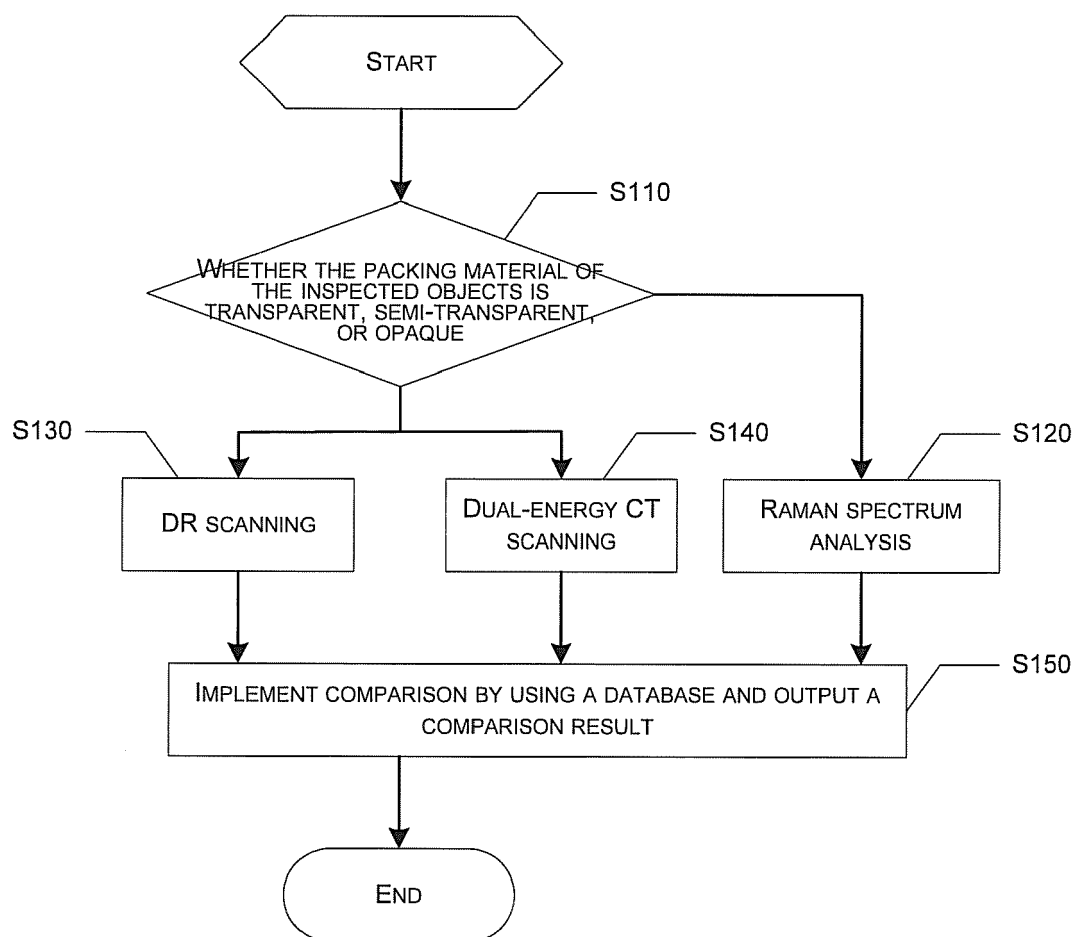 START
S110
WHETHER THE PACKING MATERIAL OF
THE INSPECTED OBJECTS IS
TRANSPARENT, SEMI-TRANSPARENT,
OR OPAQUE
S130
S140
S120
DR SCANNING
DUAL-ENERGY CT
SCANNING
RAMAN SPECTRUM
ANALYSIS
S150
IMPLEMENT COMPARISON BY USING A DATABASE AND OUTPUT A
COMPARISON RESULT
END